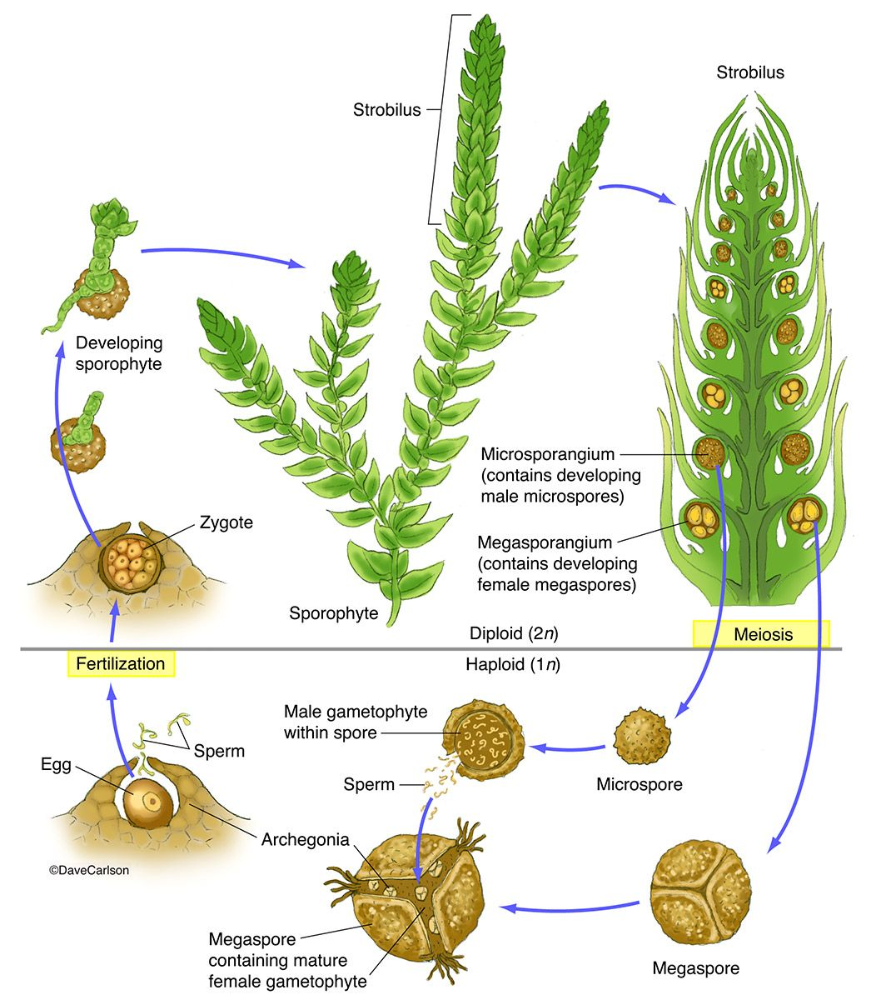 Strobilus
Strobilus
Developing
sporophyte
Microsporangium
(contains developing
male microspores)
Zygote
Megasporangium
(contains developing
female megaspores)
Sporophyte
Diploid (2n)
Meiosis
Fertilization
Haploid (1n)
Male gametophyte
within spore
Sperm
Egg
Sperm
Microspore
Archegonia
©DaveCarlson
Megaspore
containing mature
female gametophyte
Megaspore